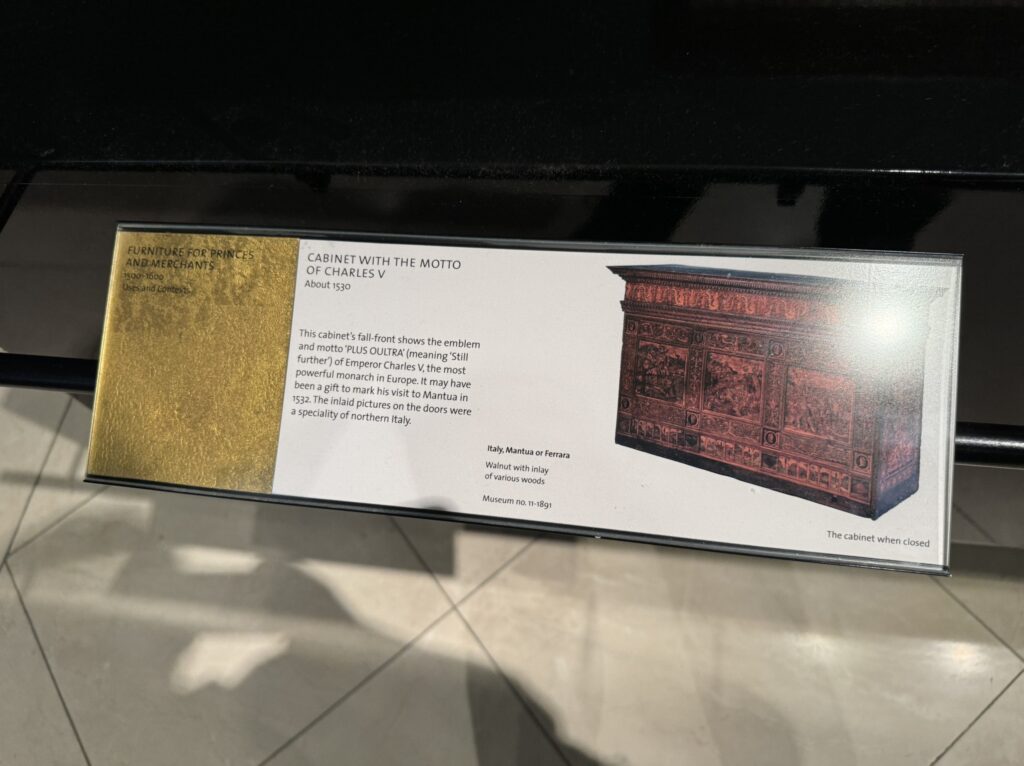 FURNITURE FOR PRINCES
AND MERCHANTS
1500–1600
Uses and Contexts
CABINET WITH THE MOTTO
OF CHARLES V
About 1530
This cabinet's fall-front shows the emblem
and motto 'PLUS OULTRA' (meaning 'Still
further') of Emperor Charles V, the most
powerful monarch in Europe. It may have
been a gift to mark his visit to Mantua in
1532. The inlaid pictures on the doors were
a speciality of northern Italy.
Italy, Mantua or Ferrara
Walnut with inlay
of various woods
Museum no. 11-1891
The cabinet when closed